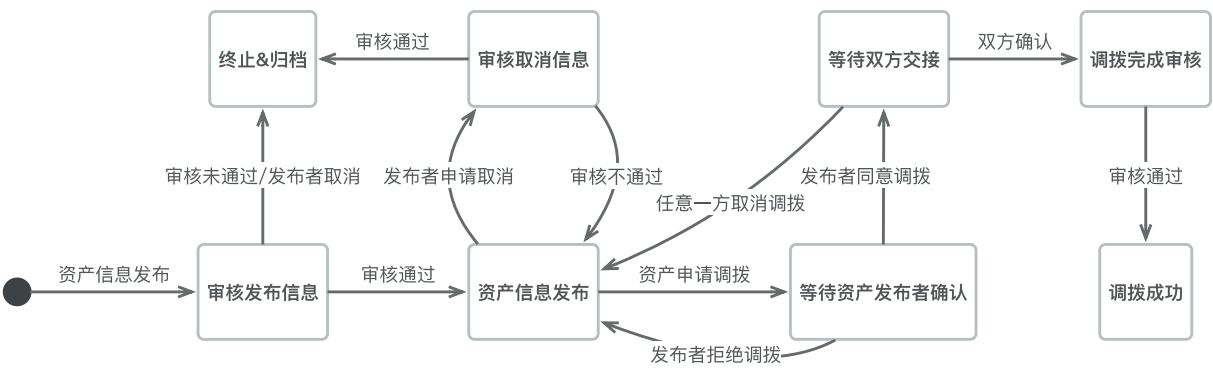 审核通过
双方确认
终止&归档
审核取消信息
等待双方交接
调拨完成审核
审核未通过/发布者取消
发布者申请取消
审核不通过
发布者同意调拨
审核通过
任意一方取消调拨
资产信息发布
审核通过
资产申请调拨
审核发布信息
资产信息发布
等待资产发布者确认
调拨成功
发布者拒绝调拨